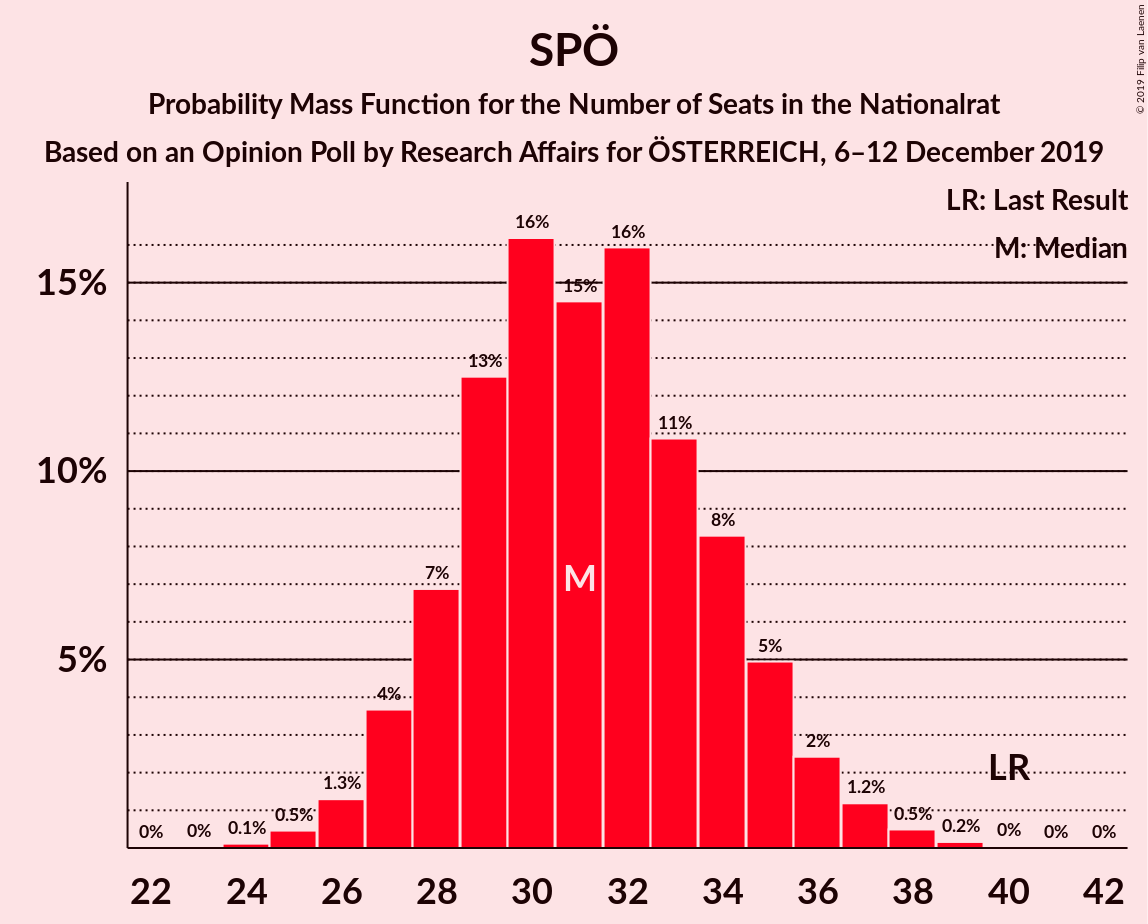 SPÖ
Probability Mass Function for the Number of Seats in the Nationalrat
Based on an Opinion Poll by Research Affairs for ÖSTERREICH, 6–12 December 2019
© 2019 Filip van Laenen
LR: Last Result
M: Median
15%
10%
5%
0%
0%
0.1%
0.5%
1.3%
4%
7%
13%
16%
15%
16%
11%
8%
5%
2%
1.2%
0.5%
0.2%
0%
0%
0%
M
LR
22 24 26 28 30 32 34 36 38 40 42